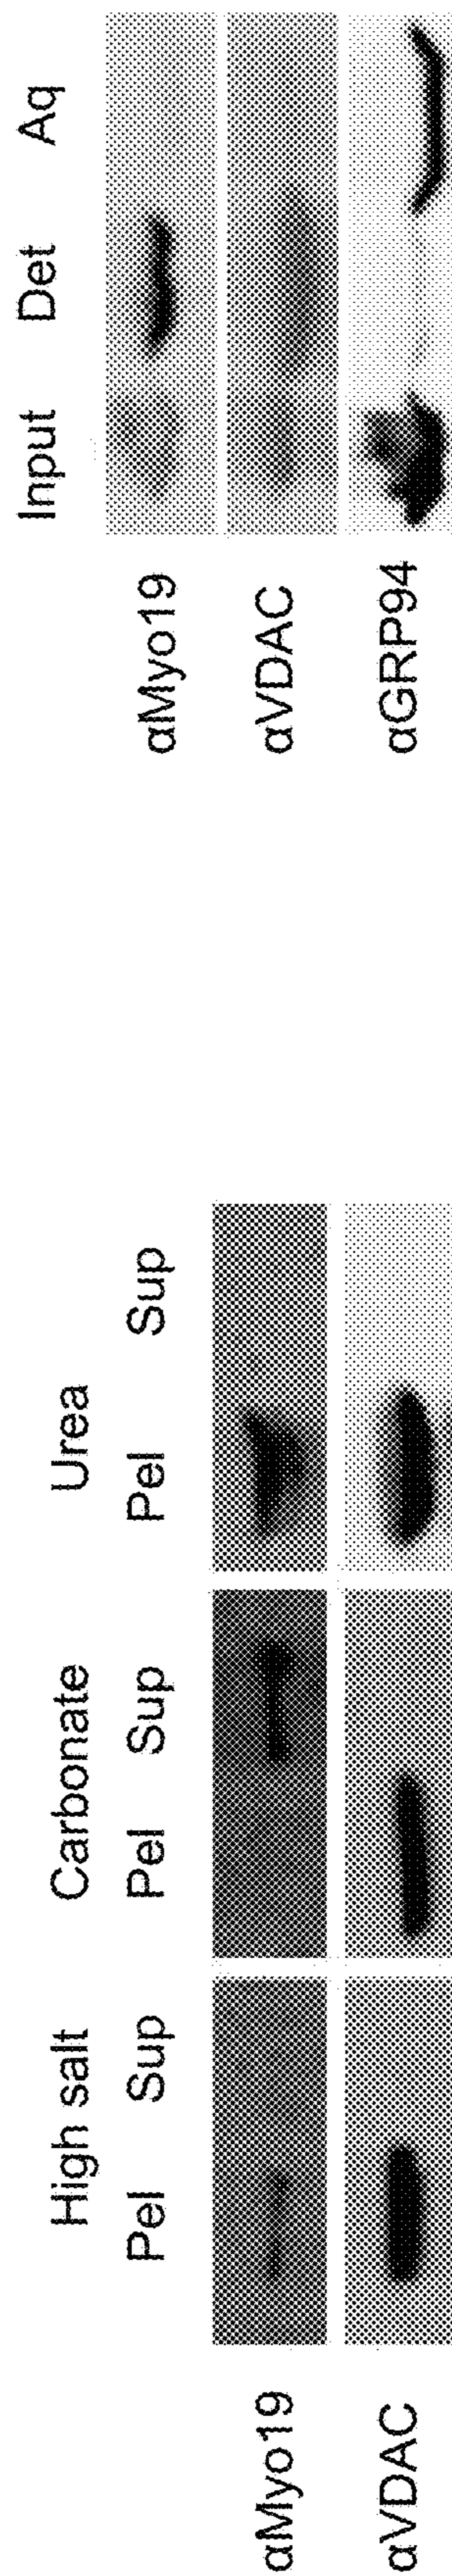 High salt Carbonate Urea
Pel Sup Pel Sup Pel Sup
αMyo19
αVDAC
Input Det Aq
αMyo19
αVDAC
αGRP94